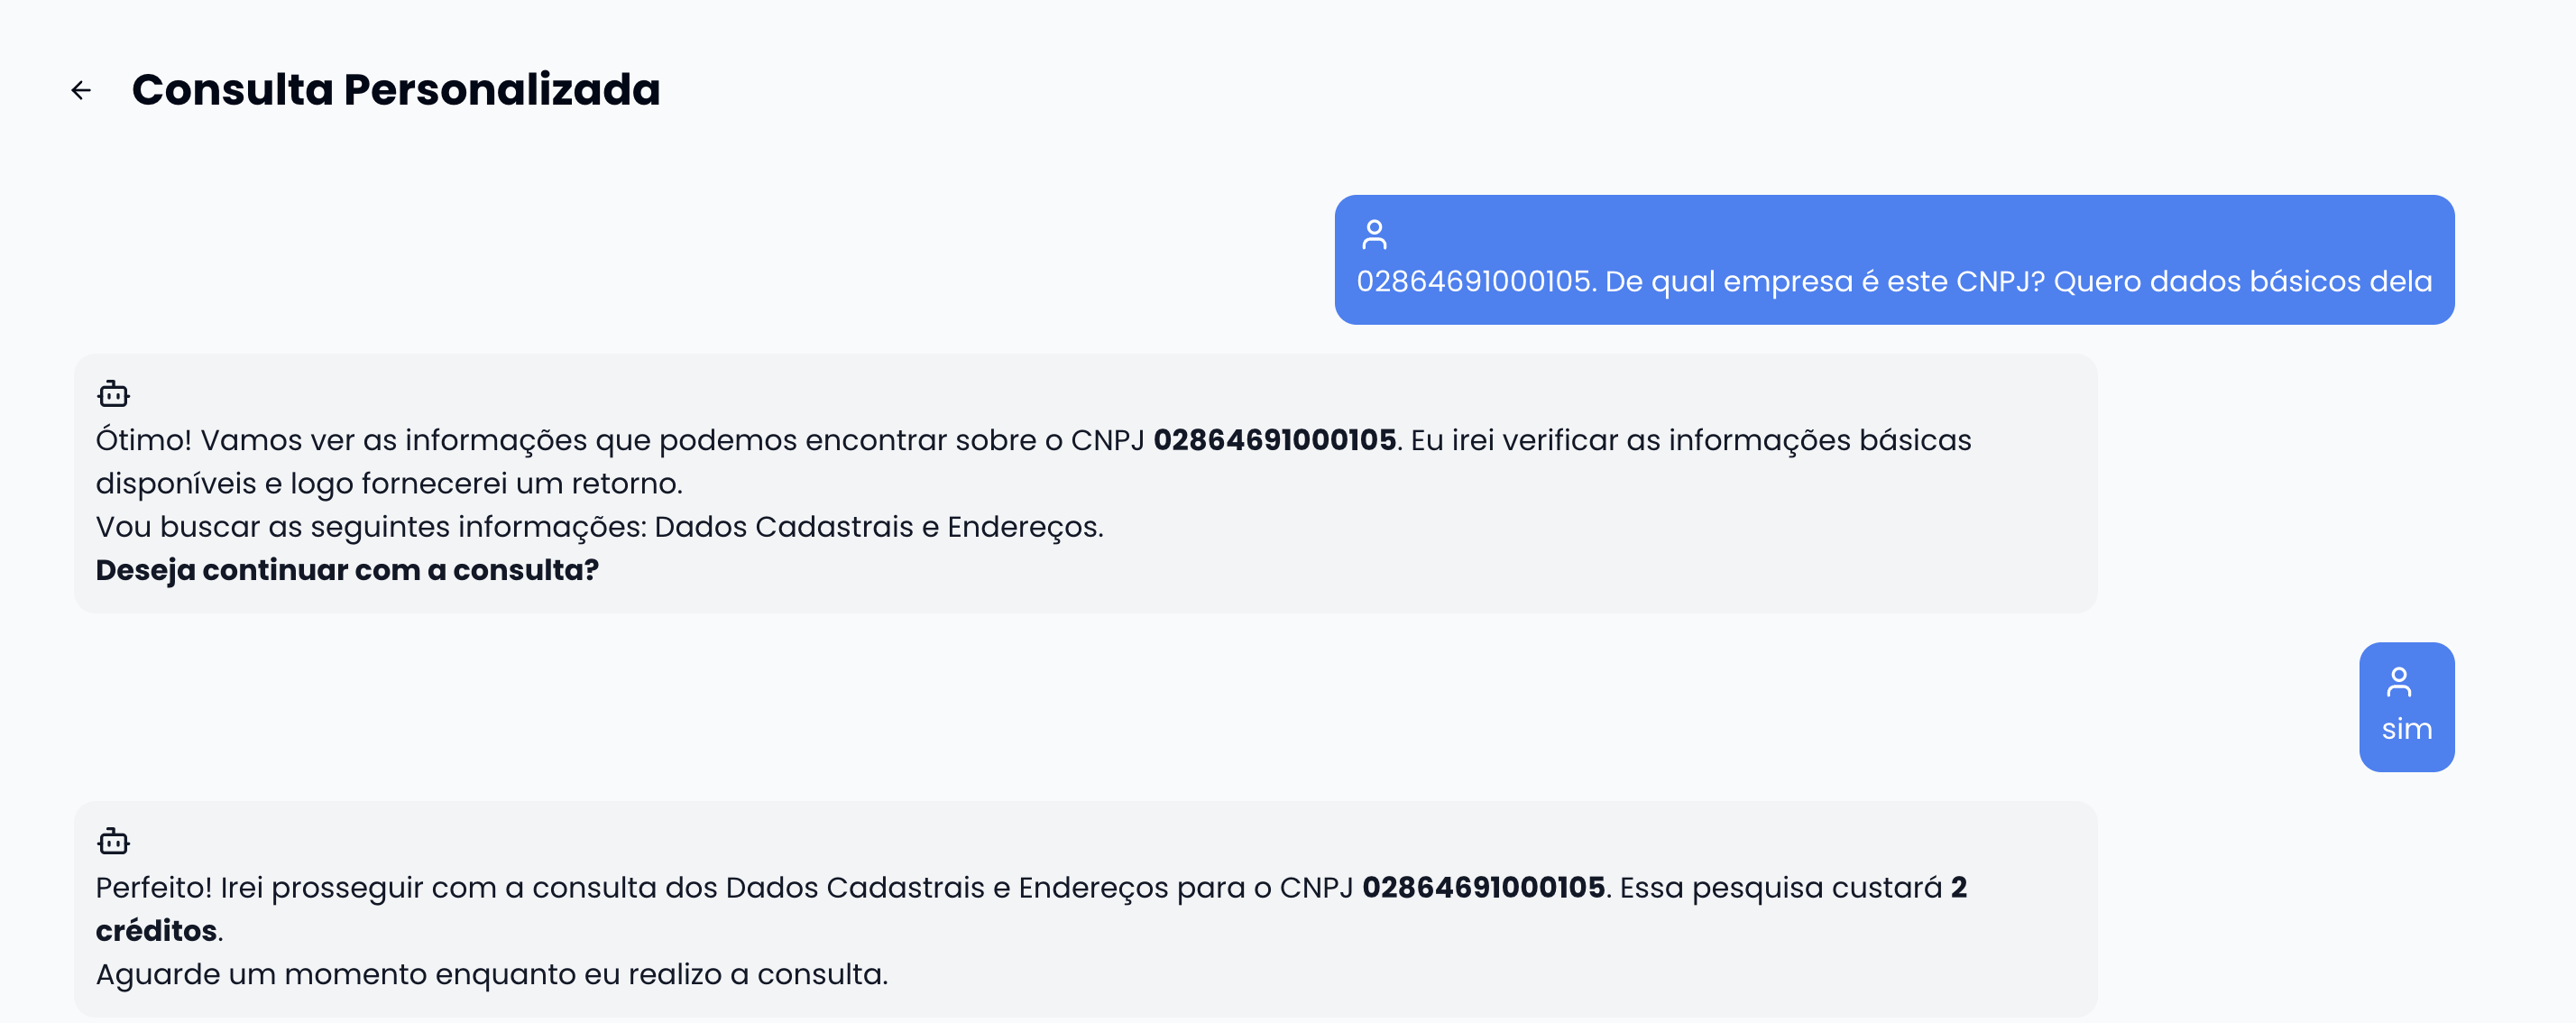 Consulta Personalizada
02864691000105. De qual empresa é este CNPJ? Quero dados básicos dela
Ótimo! Vamos ver as informações que podemos encontrar sobre o CNPJ 02864691000105. Eu irei verificar as informações básicas
disponíveis e logo fornecerei um retorno.
Vou buscar as seguintes informações: Dados Cadastrais e Endereços.
Deseja continuar com a consulta?
sim
Perfeito! Irei prosseguir com a consulta dos Dados Cadastrais e Endereços para o CNPJ 02864691000105. Essa pesquisa custará 2
créditos.
Aguarde um momento enquanto eu realizo a consulta.